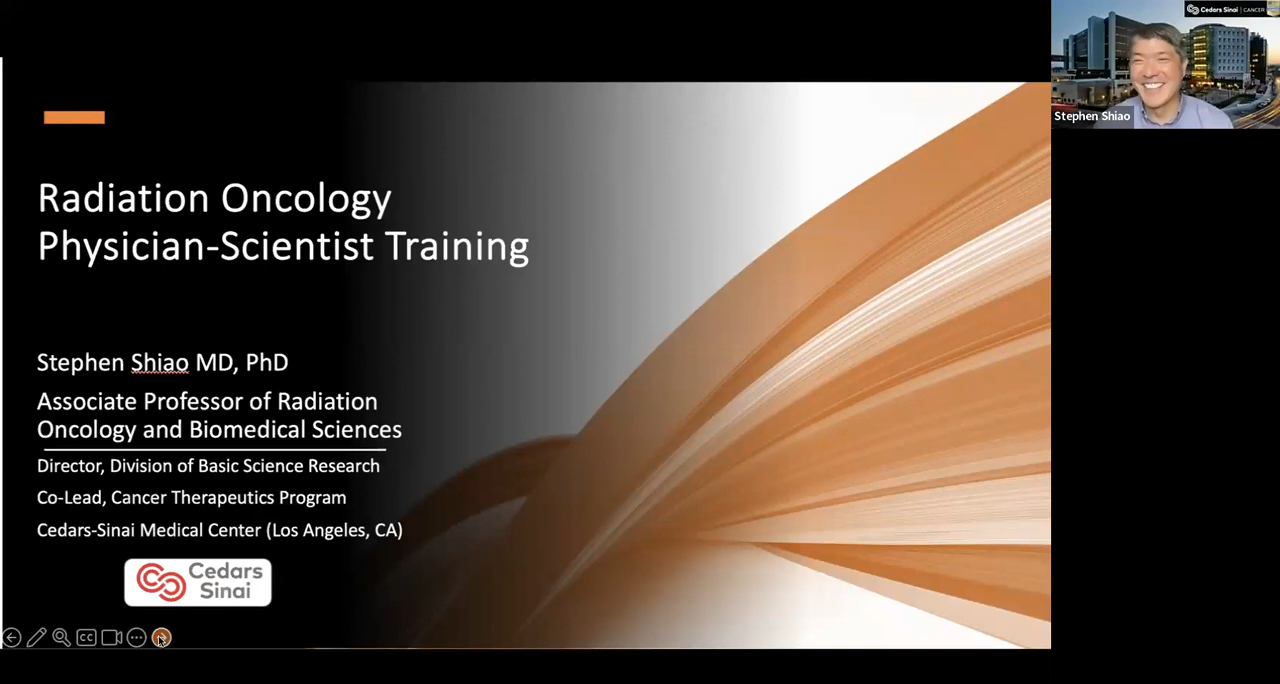 Radiation Oncology
Physician-Scientist Training
Stephen Shiao MD, PhD
Associate Professor of Radiation
Oncology and Biomedical Sciences
Director, Division of Basic Science Research
Co-Lead, Cancer Therapeutics Program
Cedars-Sinai Medical Center (Los Angeles, CA)
Cedars
Sinai
CC
Cedars Sinai | CANCER
Stephen Shiao